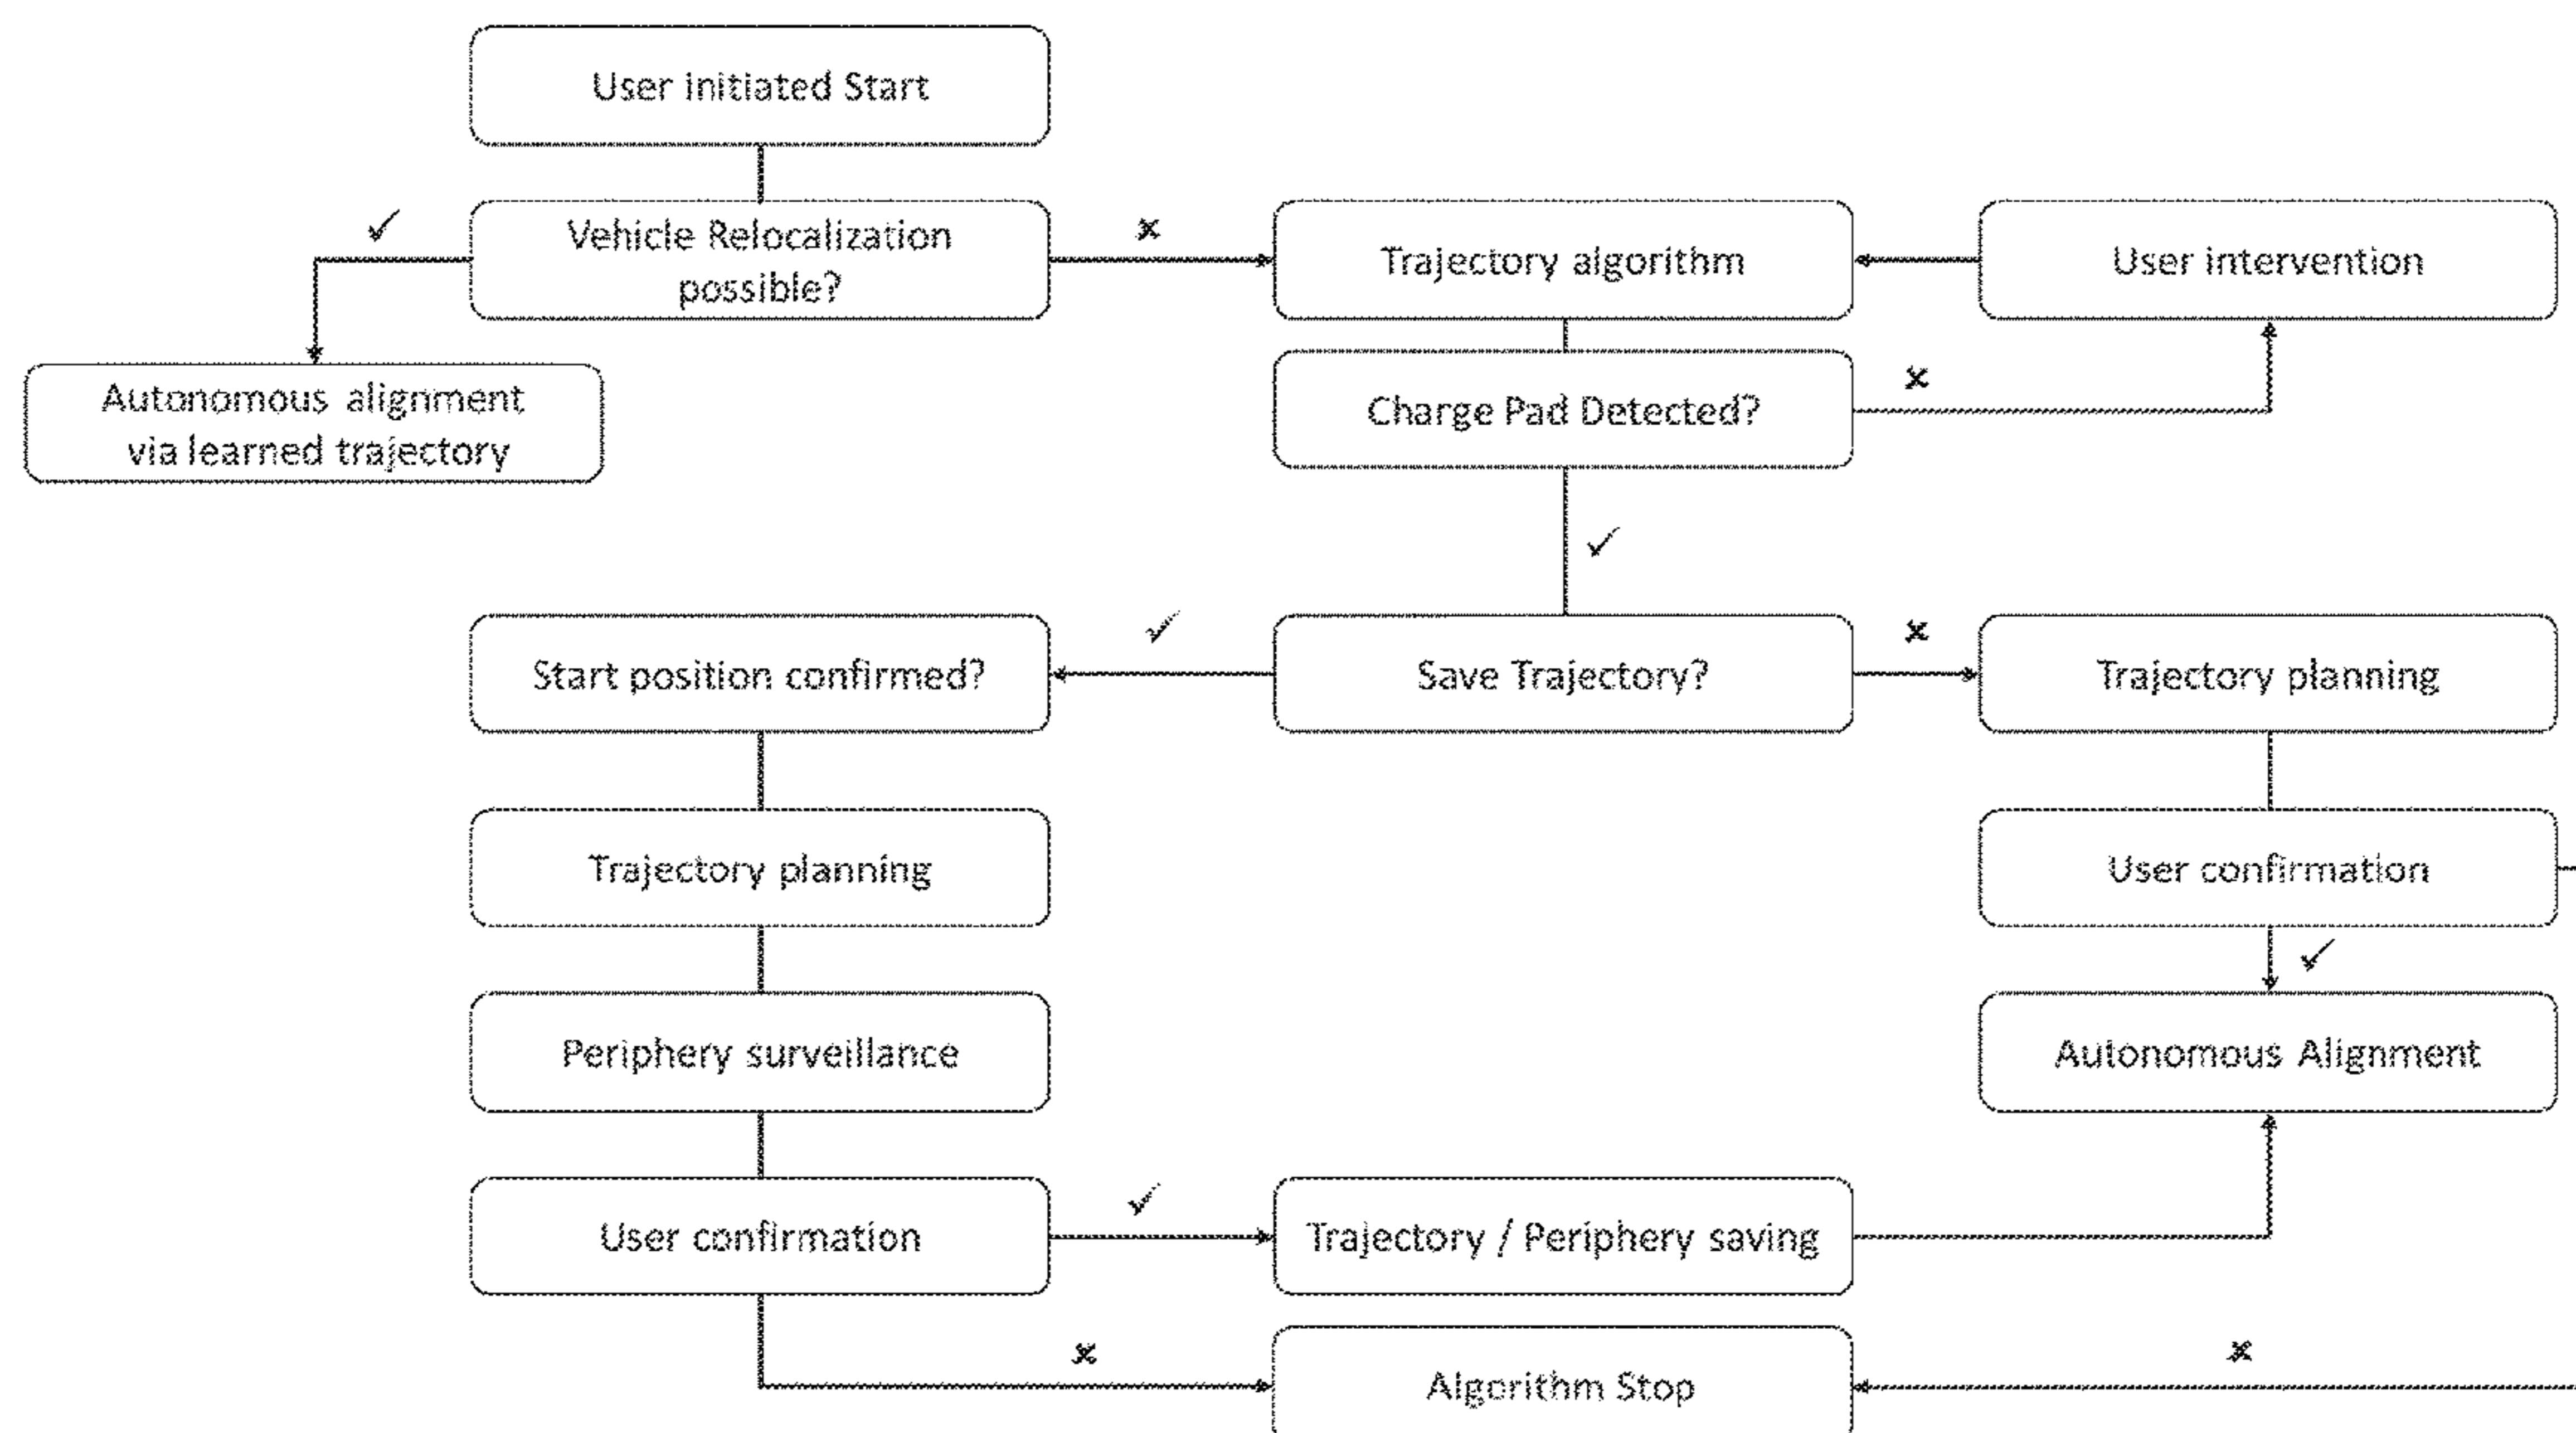 User Initiated Start
✓
Vehicle Relocalization
possible?
×
Trajectory algorithm
User intervention
Autonomous alignment
via learned trajectory
Charge Pad Detected?
×
✓
Start position confirmed?
✓
Save Trajectory?
×
Trajectory planning
Trajectory planning
User confirmation
✓
Periphery surveillance
Autonomous Alignment
User confirmation
✓
Trajectory / Periphery saving
×
Algorithm Stop
×